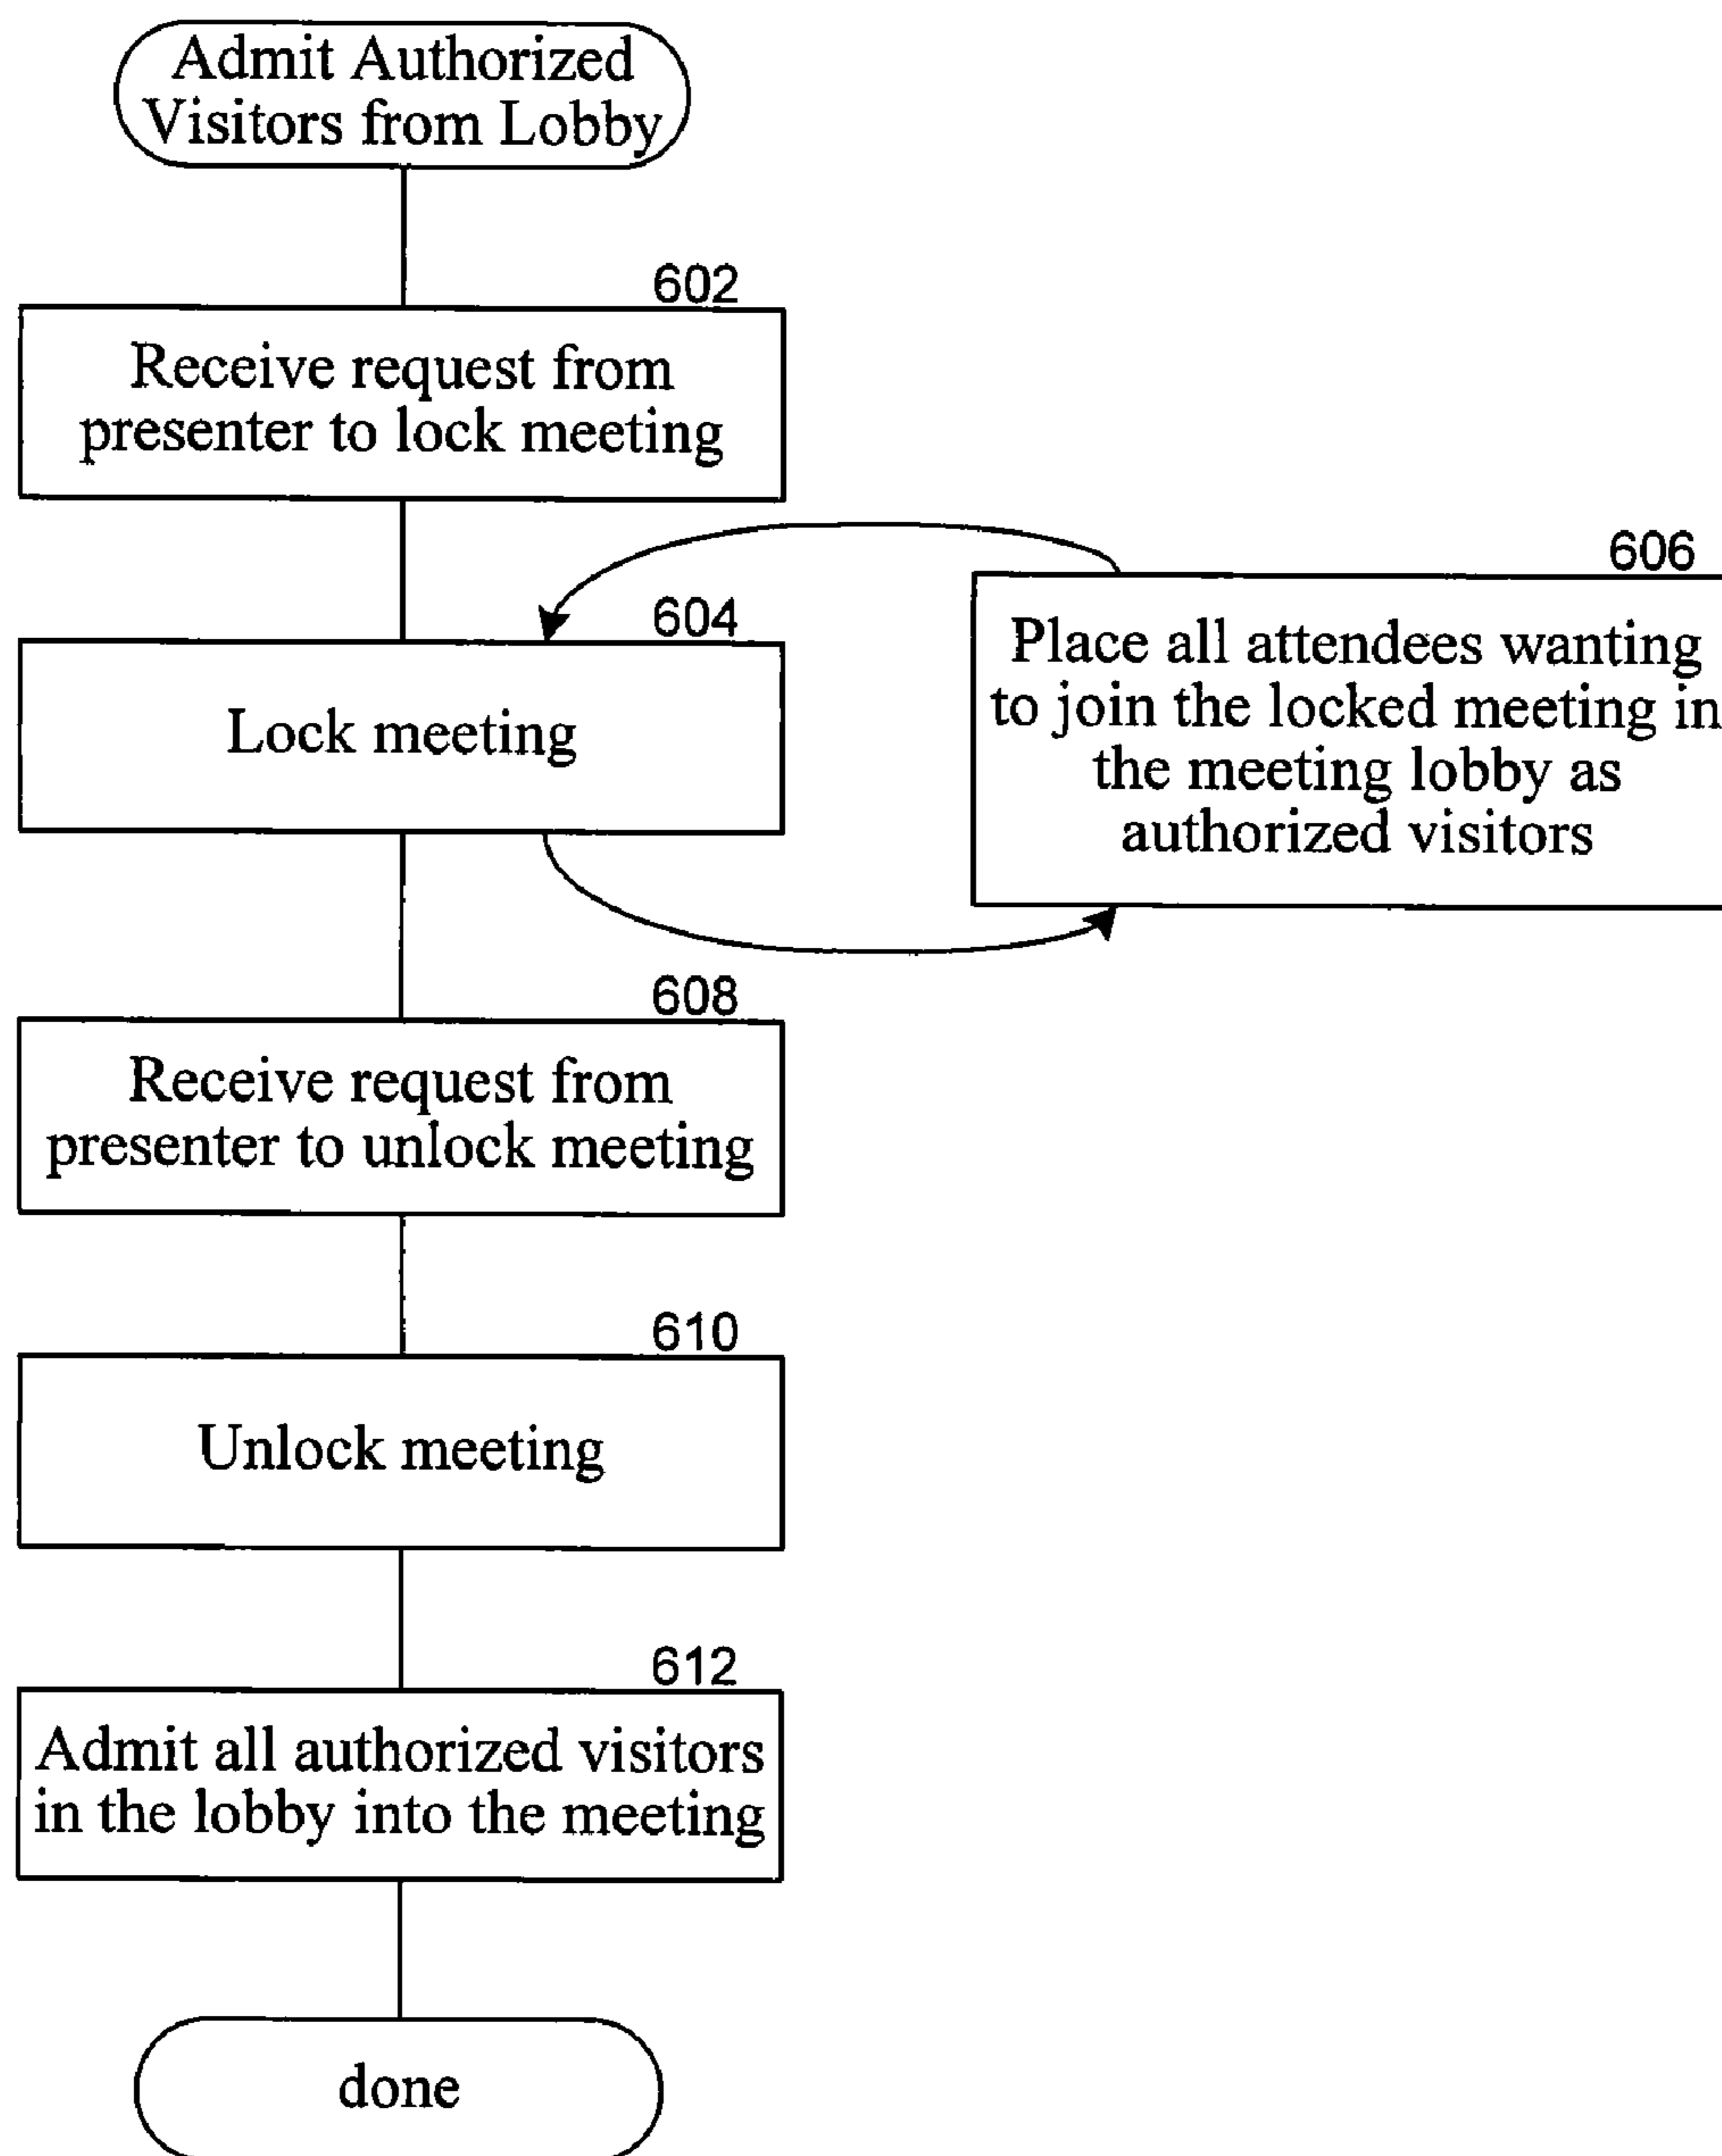 Admit Authorized
Visitors from Lobby
602
Receive request from
presenter to lock meeting
604
Lock meeting
606
Place all attendees wanting
to join the locked meeting in
the meeting lobby as
authorized visitors
608
Receive request from
presenter to unlock meeting
610
Unlock meeting
612
Admit all authorized visitors
in the lobby into the meeting
done